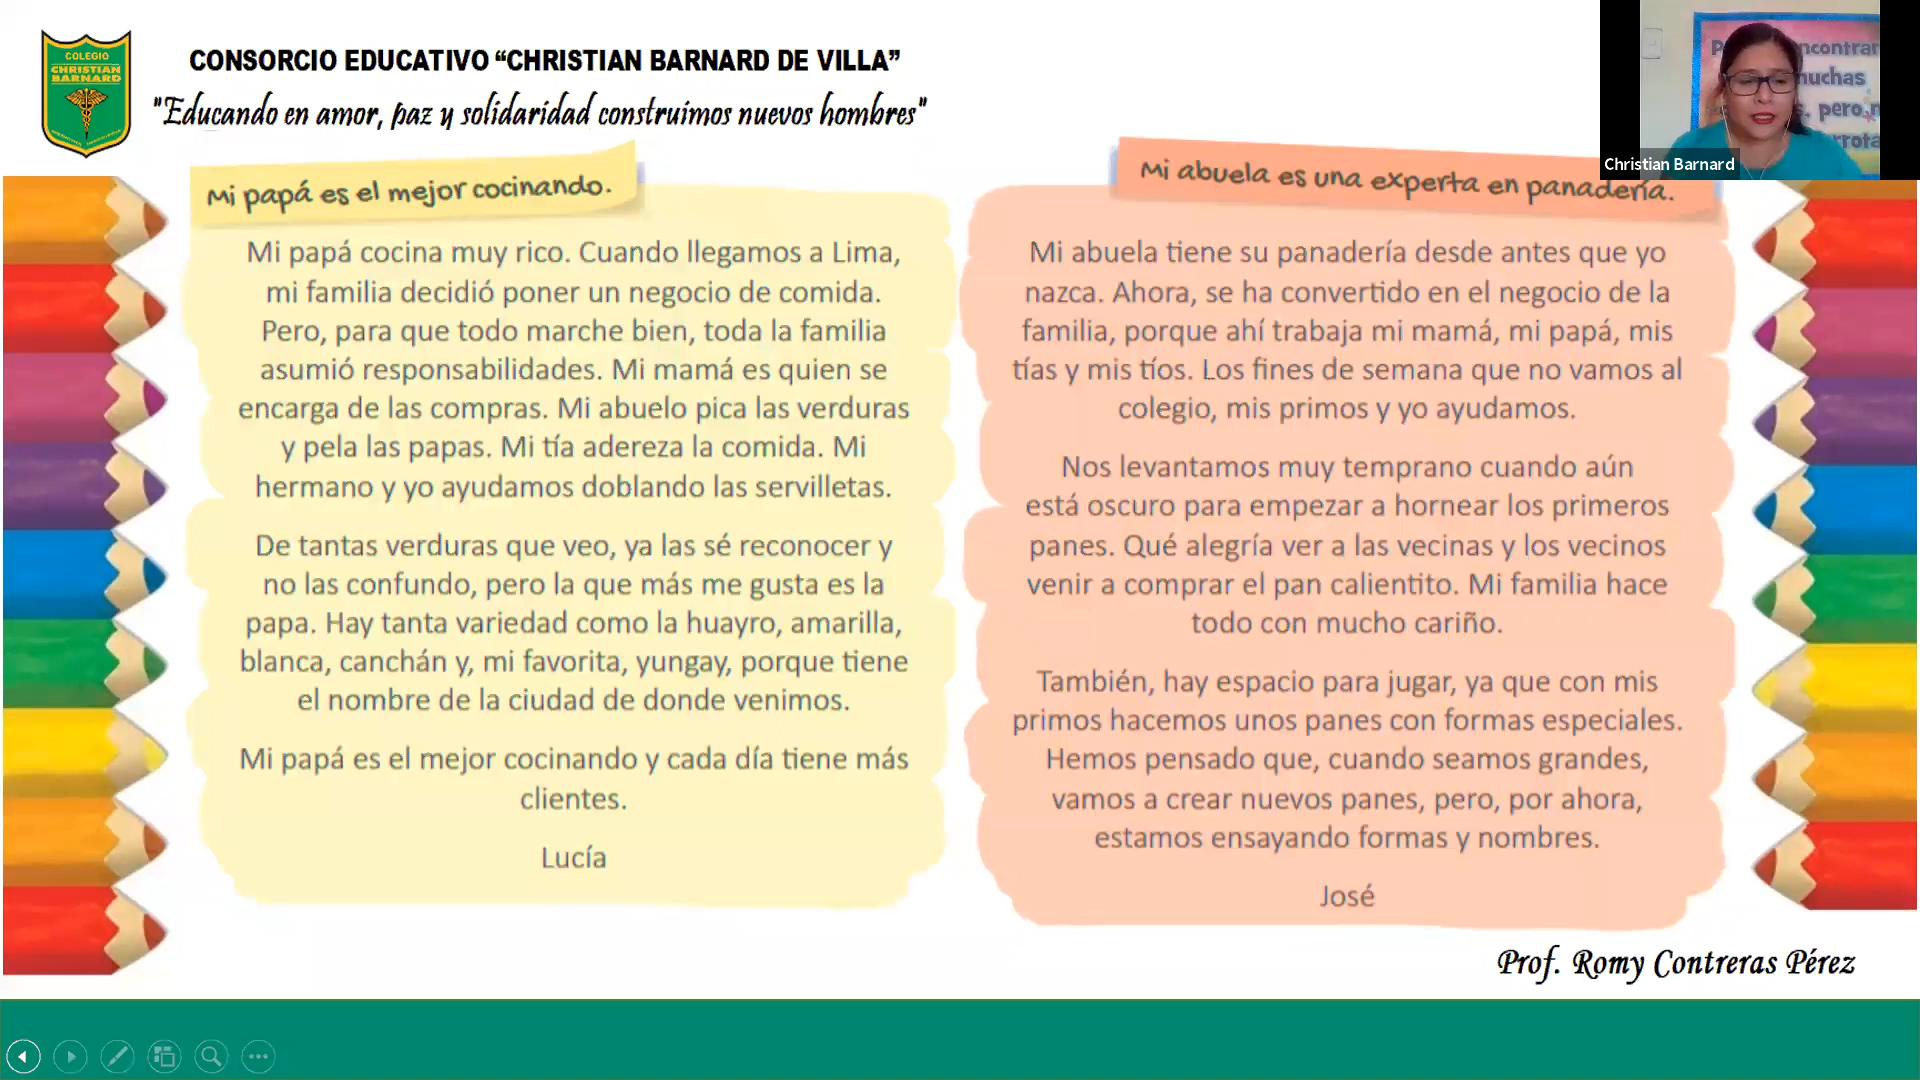 COLEGIO
CHRISTIAN
BARNARD
CONSORCIO EDUCATIVO “CHRISTIAN BARNARD DE VILLA”
"Educando en amor, paz y solidaridad construimos nuevos hombres"
Mi papá es el mejor cocinando.
Mi papá cocina muy rico. Cuando llegamos a Lima,
mi familia decidió poner un negocio de comida.
Pero, para que todo marche bien, toda la familia
asumió responsabilidades. Mi mamá es quien se
encarga de las compras. Mi abuelo pica las verduras
y pela las papas. Mi tía adereza la comida. Mi
hermano y yo ayudamos doblando las servilletas.
De tantas verduras que veo, ya las sé reconocer y
no las confundo, pero la que más me gusta es la
papa. Hay tanta variedad como la huayro, amarilla,
blanca, canchán y, mi favorita, yungay, porque tiene
el nombre de la ciudad de donde venimos.
Mi papá es el mejor cocinando y cada día tiene más
clientes.
Lucía
Mi abuela es una experta en panadería.
Mi abuela tiene su panadería desde antes que yo
nazca. Ahora, se ha convertido en el negocio de la
familia, porque ahí trabaja mi mamá, mi papá, mis
tías y mis tíos. Los fines de semana que no vamos al
colegio, mis primos y yo ayudamos.
Nos levantamos muy temprano cuando aún
está oscuro para empezar a hornear los primeros
panes. Qué alegría ver a las vecinas y los vecinos
venir a comprar el pan calientito. Mi familia hace
todo con mucho cariño.
También, hay espacio para jugar, ya que con mis
primos hacemos unos panes con formas especiales.
Hemos pensado que, cuando seamos grandes,
vamos a crear nuevos panes, pero, por ahora,
estamos ensayando formas y nombres.
José
Christian Barnard
Prof. Romy Contreras Pérez